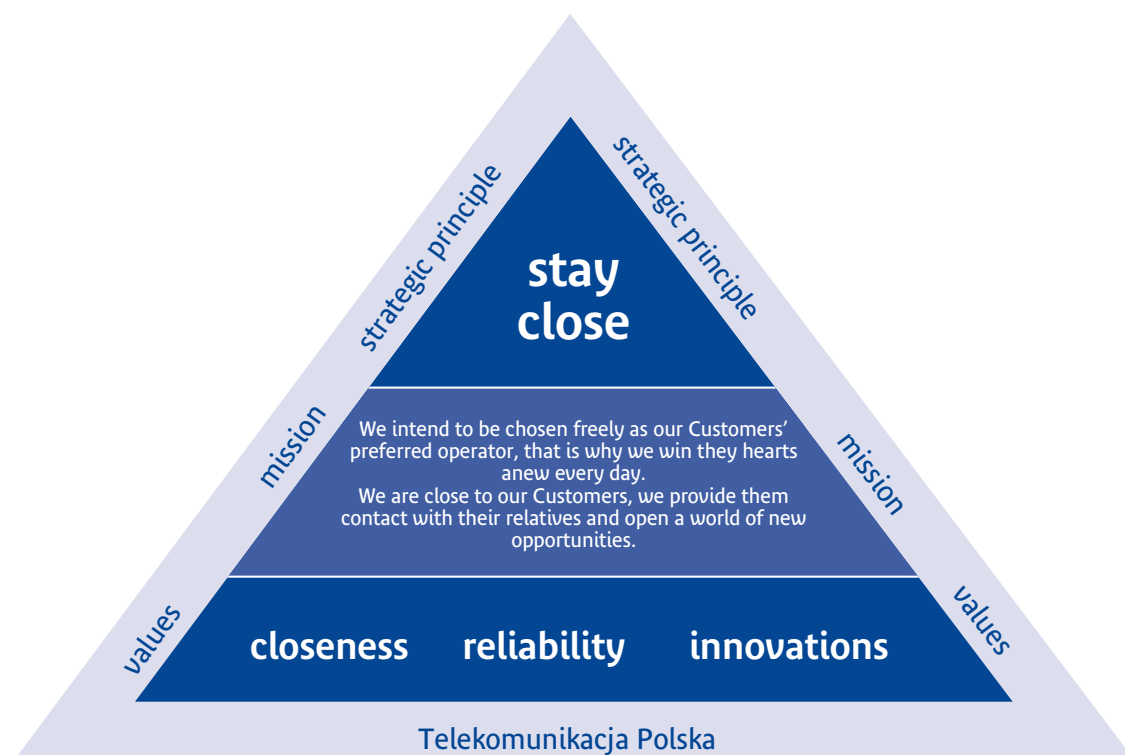 strategic principle
strategic principle
stay
close
mission
mission
We intend to be chosen freely as our Customers’
preferred operator, that is why we win they hearts
anew every day.
We are close to our Customers, we provide them
contact with their relatives and open a world of new
opportunities.
values
values
closeness reliability innovations
Telekomunikacja Polska